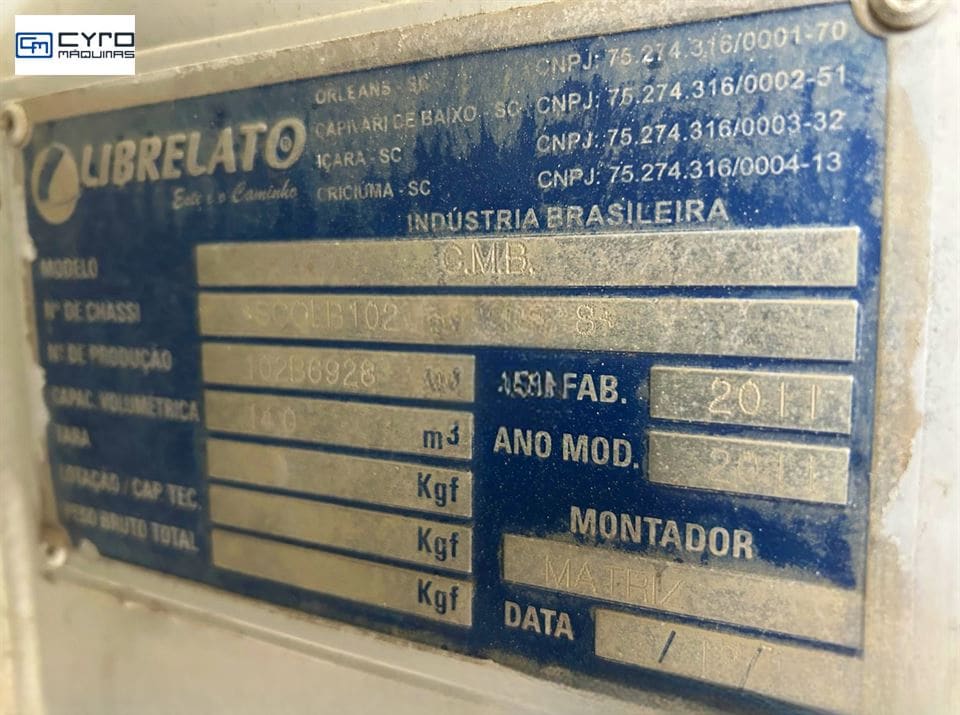 CM CYRO
MÁQUINAS
LIBRELATO®
Este é o Caminho
ORLEANS - SC CNPJ: 75.274.316/0001-70
CAPIVARI DE BAIXO - SC CNPJ: 75.274.316/0002-51
IÇARA - SC CNPJ: 75.274.316/0003-32
CRICIÚMA - SC CNPJ: 75.274.316/0004-13
INDÚSTRIA BRASILEIRA
MODELO C.M.B.
Nº DE CHASSI
Nº DE PRODUÇÃO 102B6928
FAB. 2011
CAPAC. VOLUMÉTRICA 14.0 m³
ANO MOD. 2011
TARA Kgf
LOTAÇÃO / CAP. TEC. Kgf
PESO BRUTO TOTAL Kgf
MONTADOR
MATRIZ
DATA